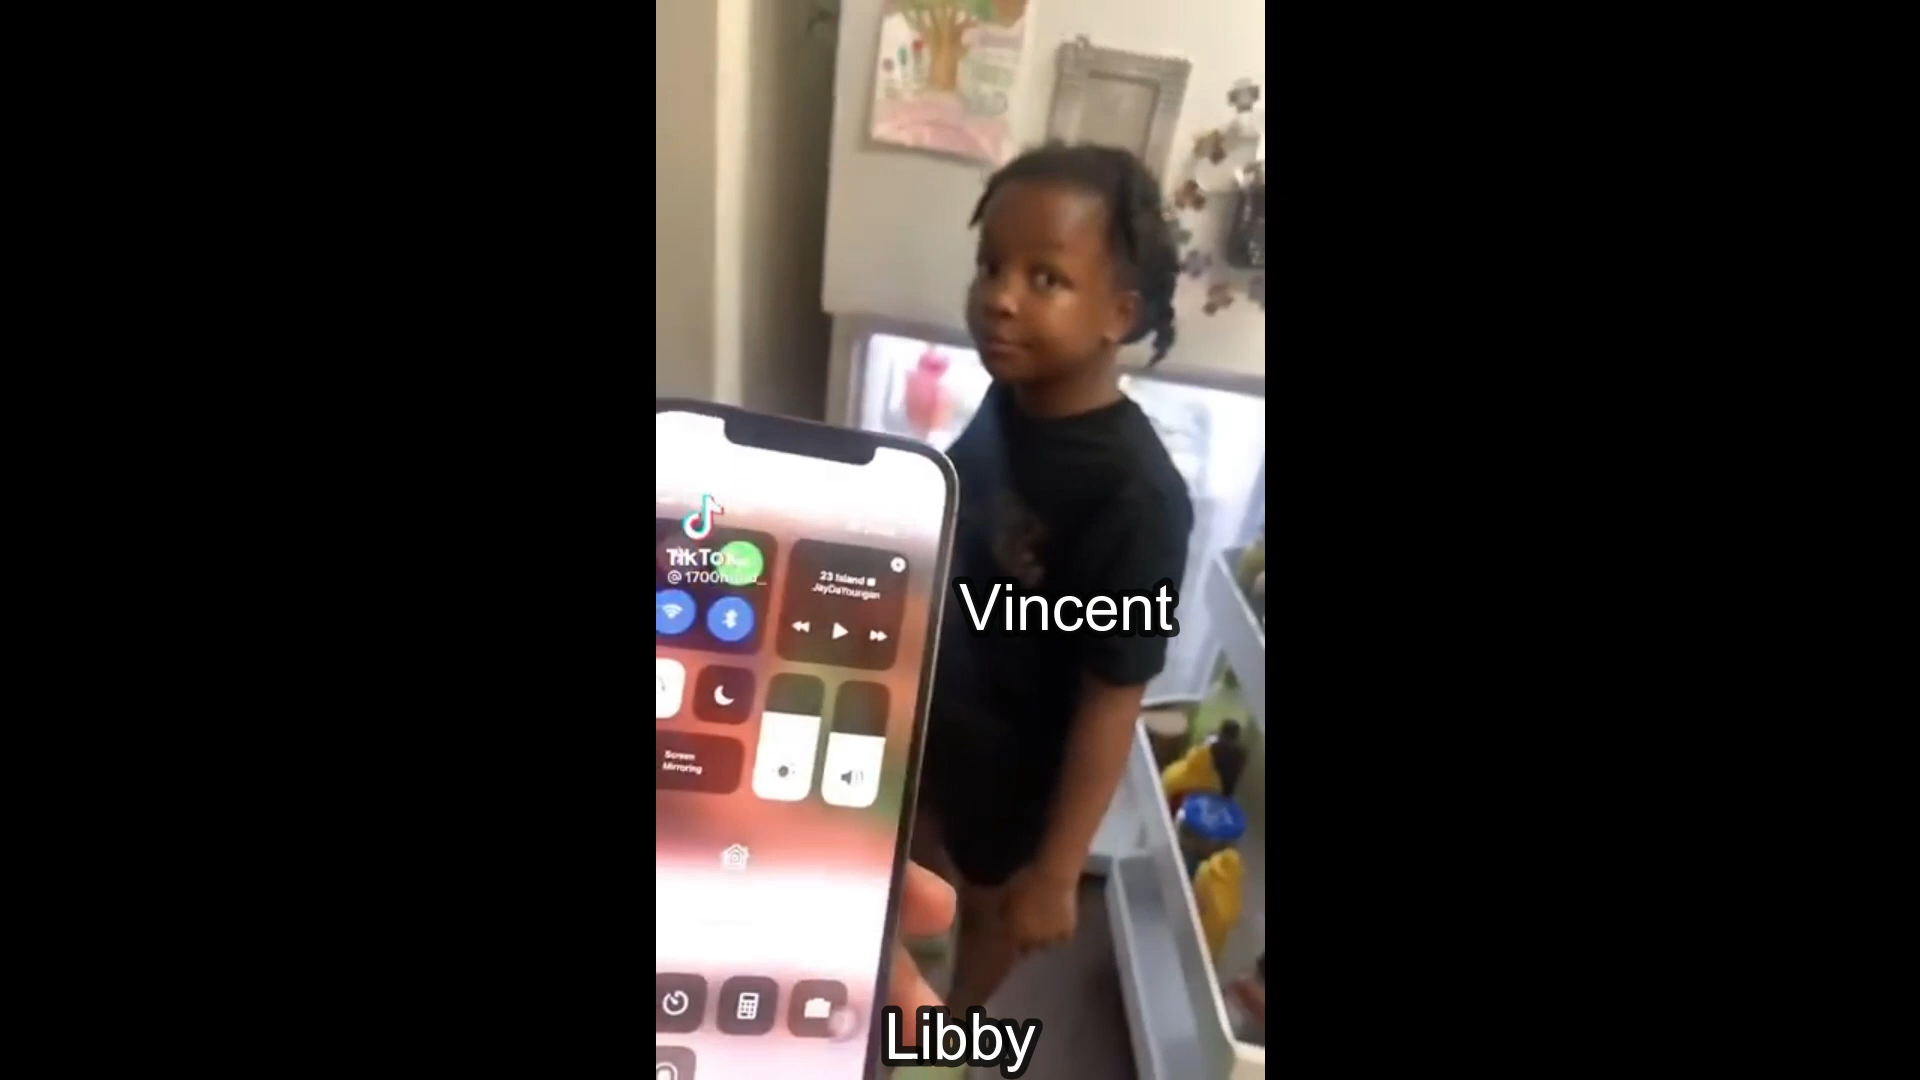 TikTok
23 Island
JayDaYoungan
Vincent
Screen
Mirroring
Libby